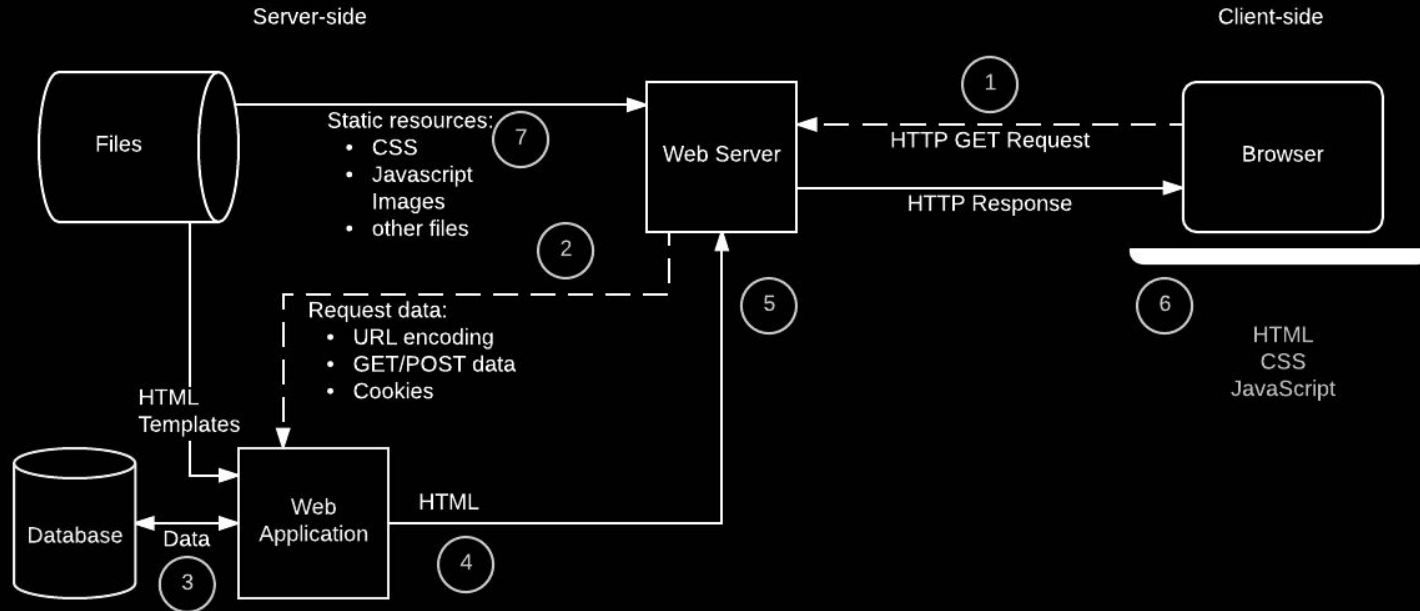 Server-side
Client-side
Files
Static resources:
• CSS
• Javascript
Images
• other files
7
Web Server
1
HTTP GET Request
HTTP Response
Browser
2
Request data:
• URL encoding
• GET/POST data
• Cookies
5
6
HTML
CSS
JavaScript
HTML
Templates
Database
Data
3
Web
Application
HTML
4